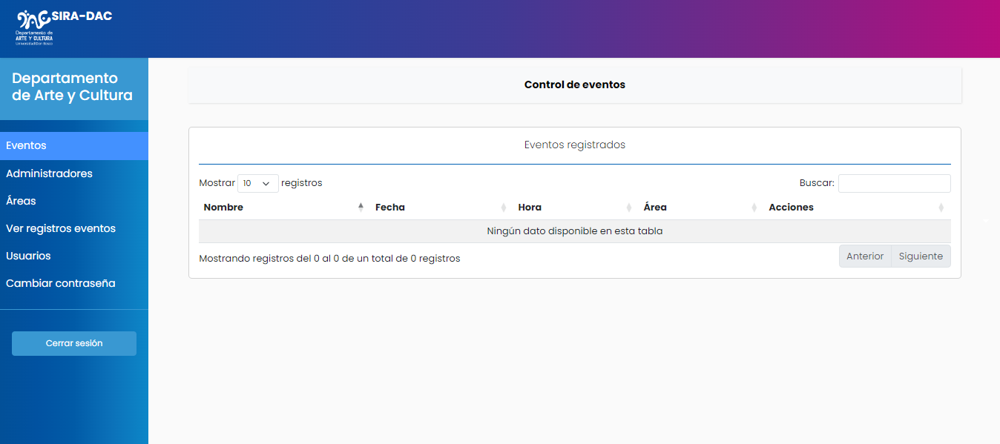 SIRA-DAC
Departamento de
ARTE Y CULTURA
Universidad Don Bosco
Departamento
de Arte y Cultura
Eventos
Administradores
Áreas
Ver registros eventos
Usuarios
Cambiar contraseña
Cerrar sesión
Control de eventos
Eventos registrados
Mostrar 10 registros Buscar:
Nombre Fecha Hora Área Acciones
Ningún dato disponible en esta tabla
Mostrando registros del 0 al 0 de un total de 0 registros Anterior Siguiente